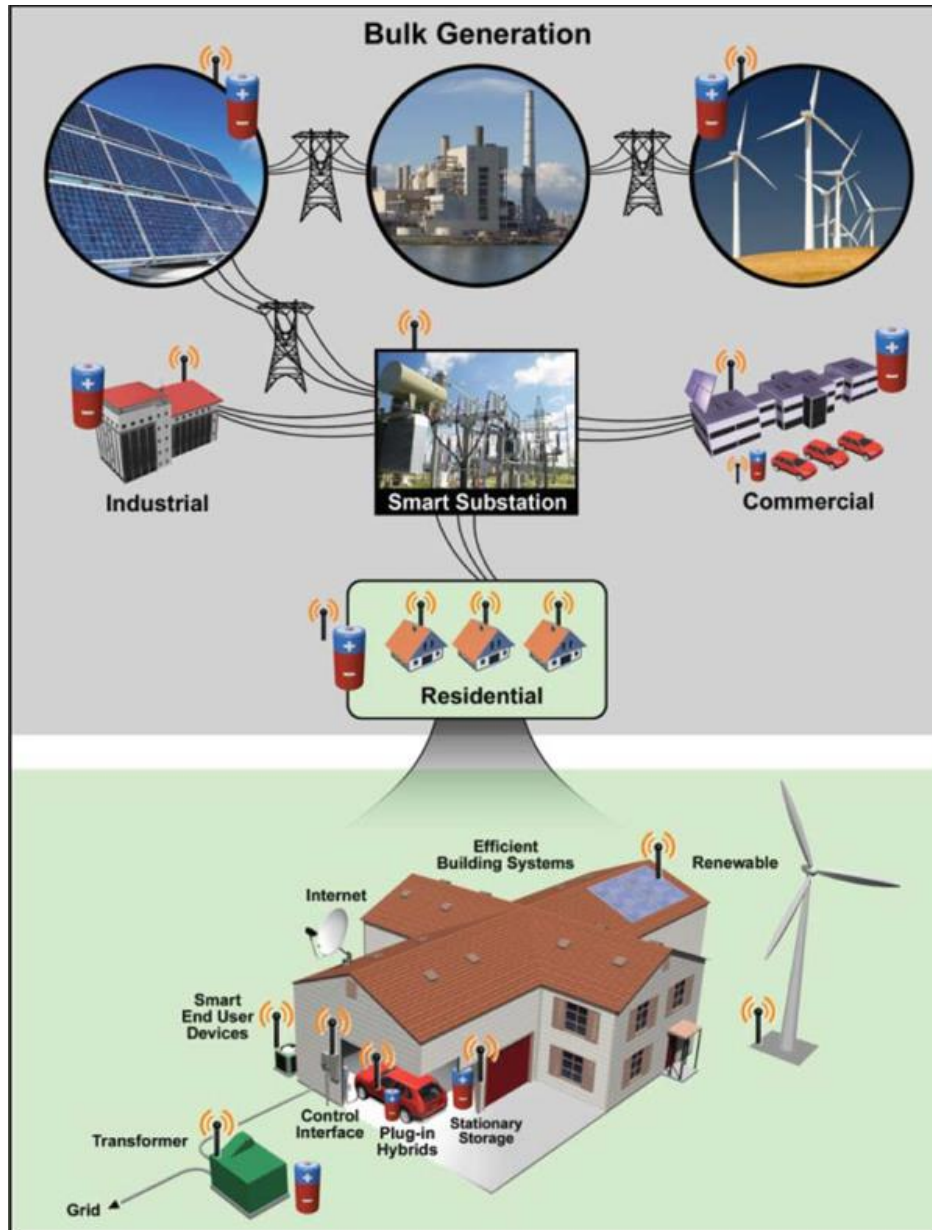 Bulk Generation
Industrial
Smart Substation
Commercial
Residential
Efficient
Building Systems
Renewable
Internet
Smart
End User
Devices
Control
Interface
Plug-in
Hybrids
Stationary
Storage
Transformer
Grid